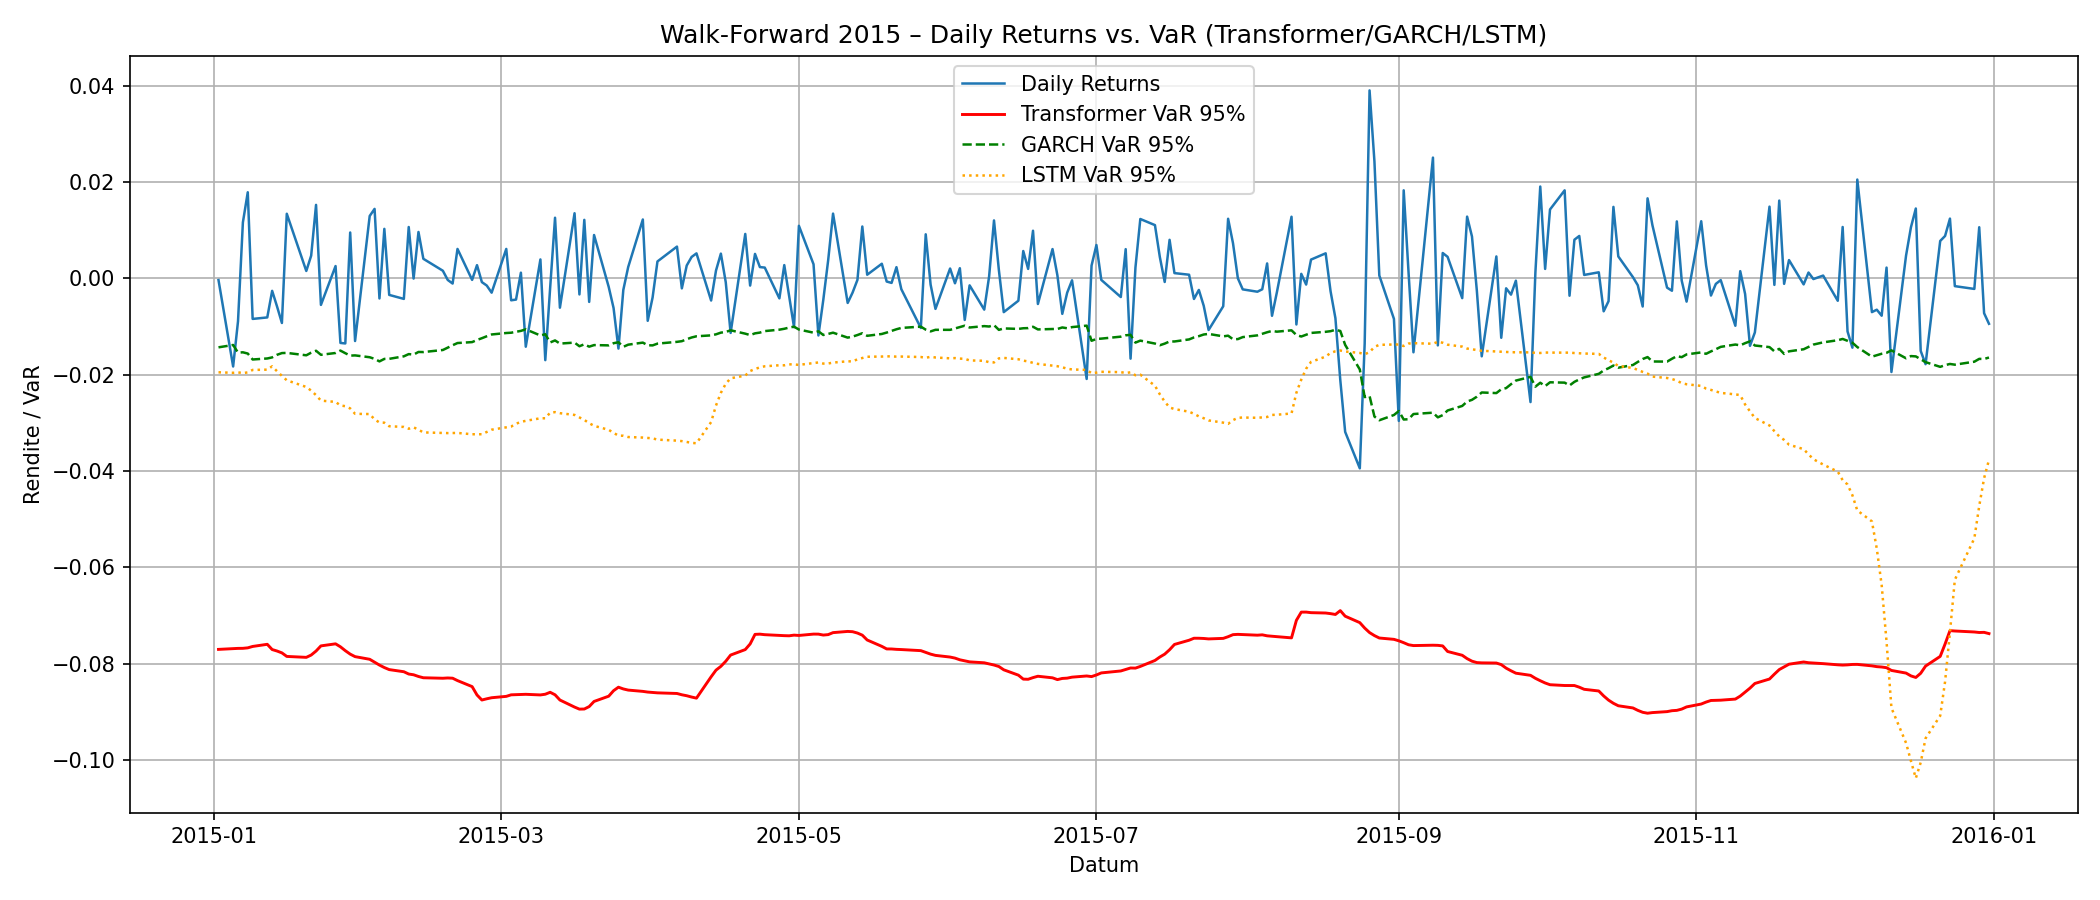 Walk-Forward 2015 – Daily Returns vs. VaR (Transformer/GARCH/LSTM)
Daily Returns
Transformer VaR 95%
GARCH VaR 95%
LSTM VaR 95%
Rendite / VaR
0.04
0.02
0.00
−0.02
−0.04
−0.06
−0.08
−0.10
2015-01 2015-03 2015-05 2015-07 2015-09 2015-11 2016-01
Datum